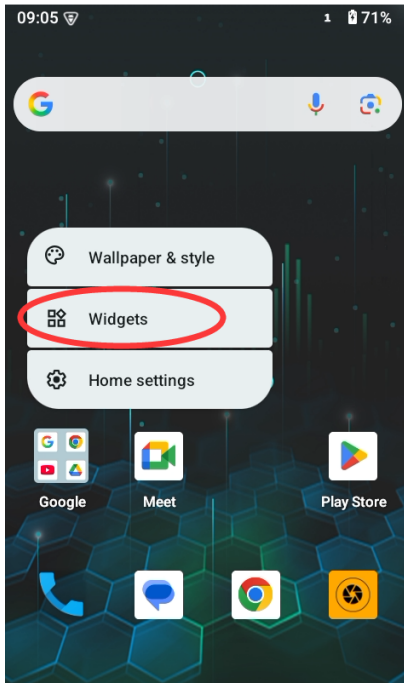 09:05 1 71%
Wallpaper & style
Widgets
Home settings
Google Meet Play Store